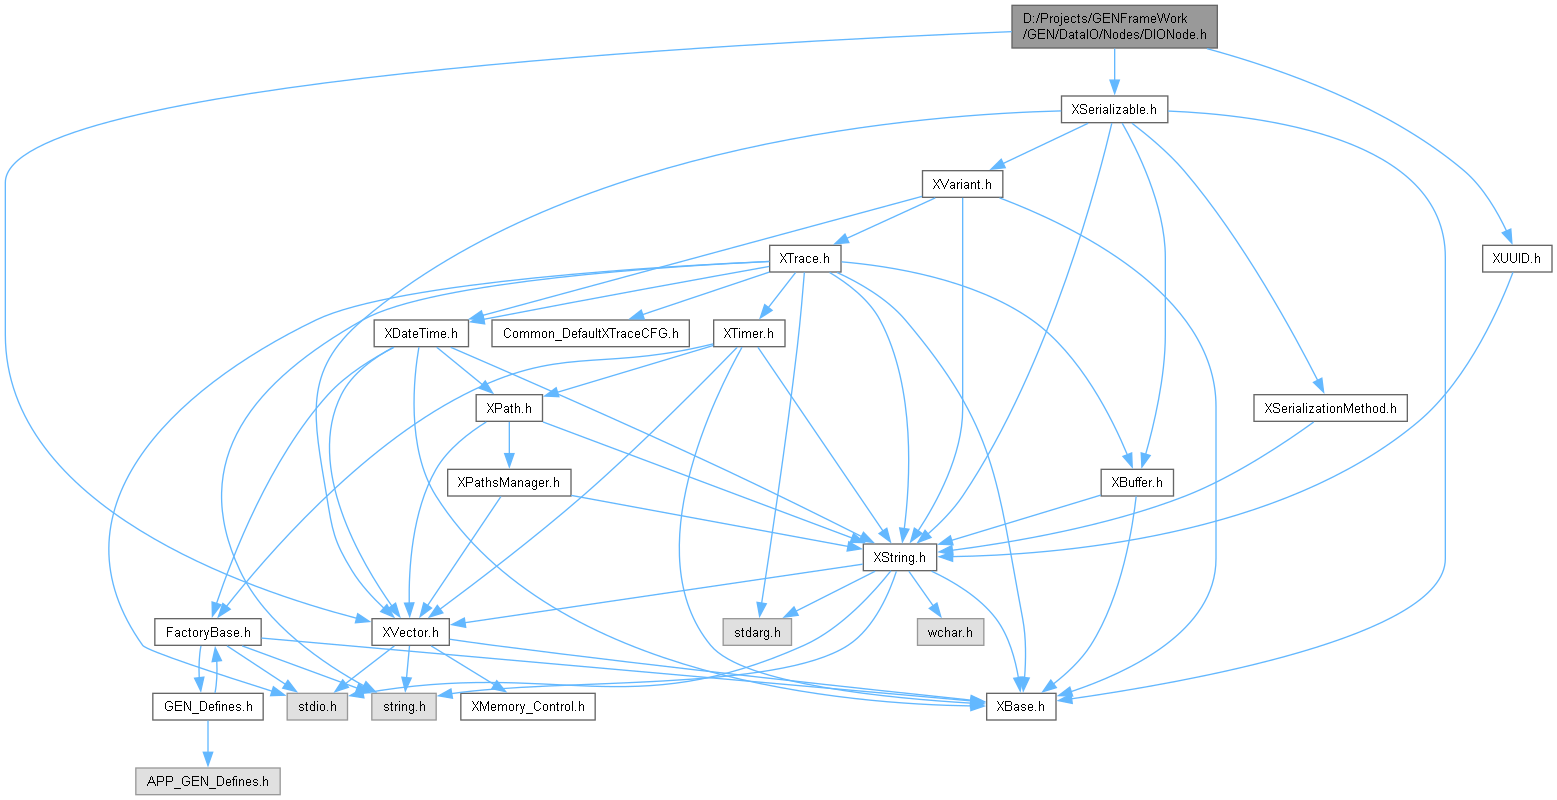 D:/Projects/GENFrameWork
/GEN/DataIO/Nodes/DIONode.h
XSerializable.h
XVariant.h
XTrace.h
XUUID.h
XDateTime.h
Common_DefaultXTraceCFG.h
XTimer.h
XPath.h
XSerializationMethod.h
XPathsManager.h
XBuffer.h
XString.h
FactoryBase.h
XVector.h
stdarg.h
wchar.h
GEN_Defines.h
stdio.h
string.h
XMemory_Control.h
XBase.h
APP_GEN_Defines.h